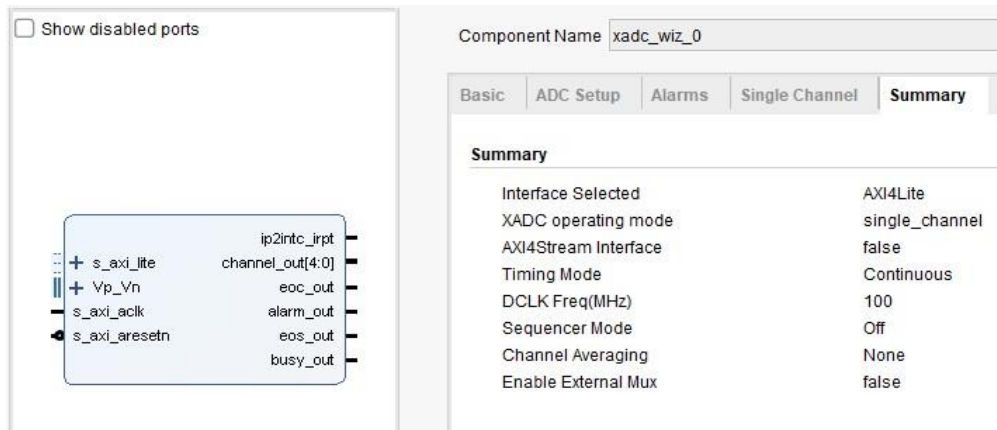 Show disabled ports
ip2intc_irpt
s_axi_lite channel_out[4:0]
Vp_Vn eoc_out
s_axi_aclk alarm_out
s_axi_aresetn eos_out
busy_out
Component Name xadc_wiz_0
Basic ADC Setup Alarms Single Channel Summary
Summary
Interface Selected AXI4Lite
XADC operating mode single_channel
AXI4Stream Interface false
Timing Mode Continuous
DCLK Freq(MHz) 100
Sequencer Mode Off
Channel Averaging None
Enable External Mux false